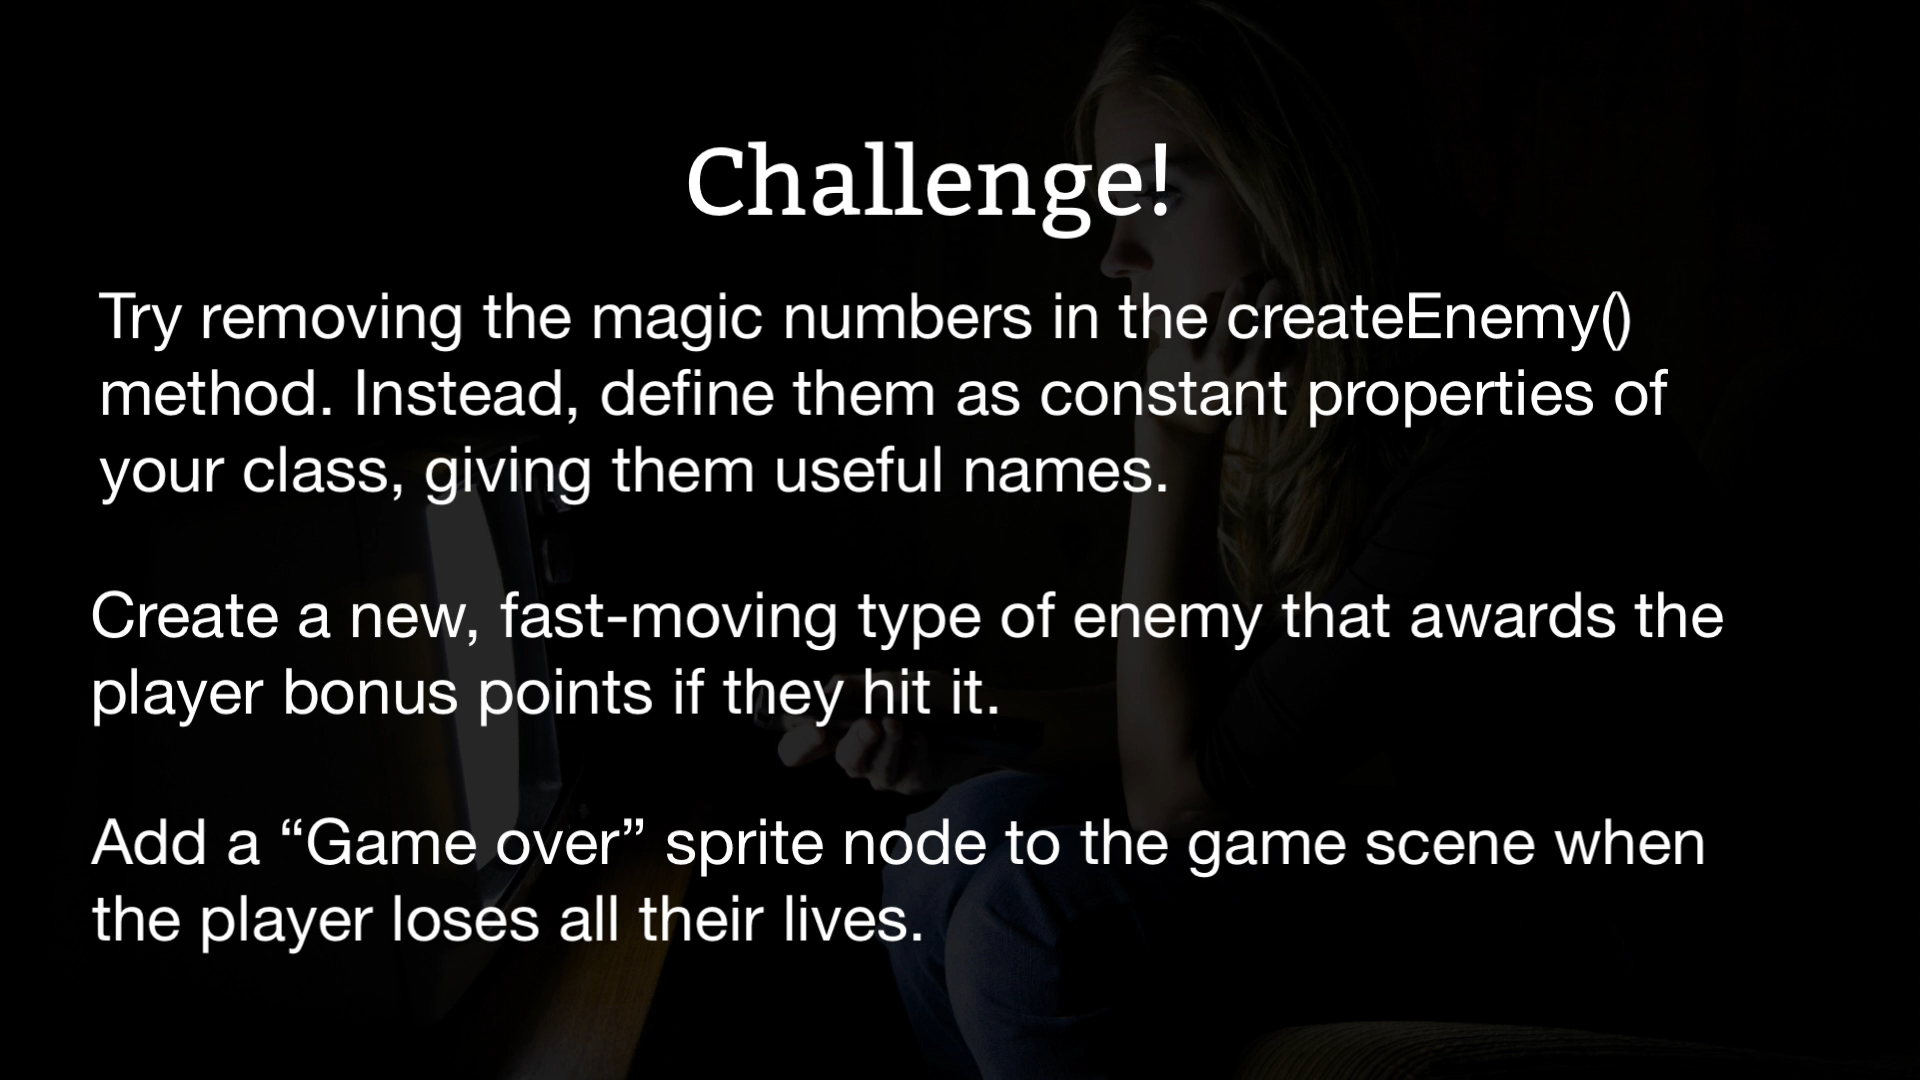 Challenge!
Try removing the magic numbers in the createEnemy()
method. Instead, define them as constant properties of
your class, giving them useful names.
Create a new, fast-moving type of enemy that awards the
player bonus points if they hit it.
Add a “Game over” sprite node to the game scene when
the player loses all their lives.